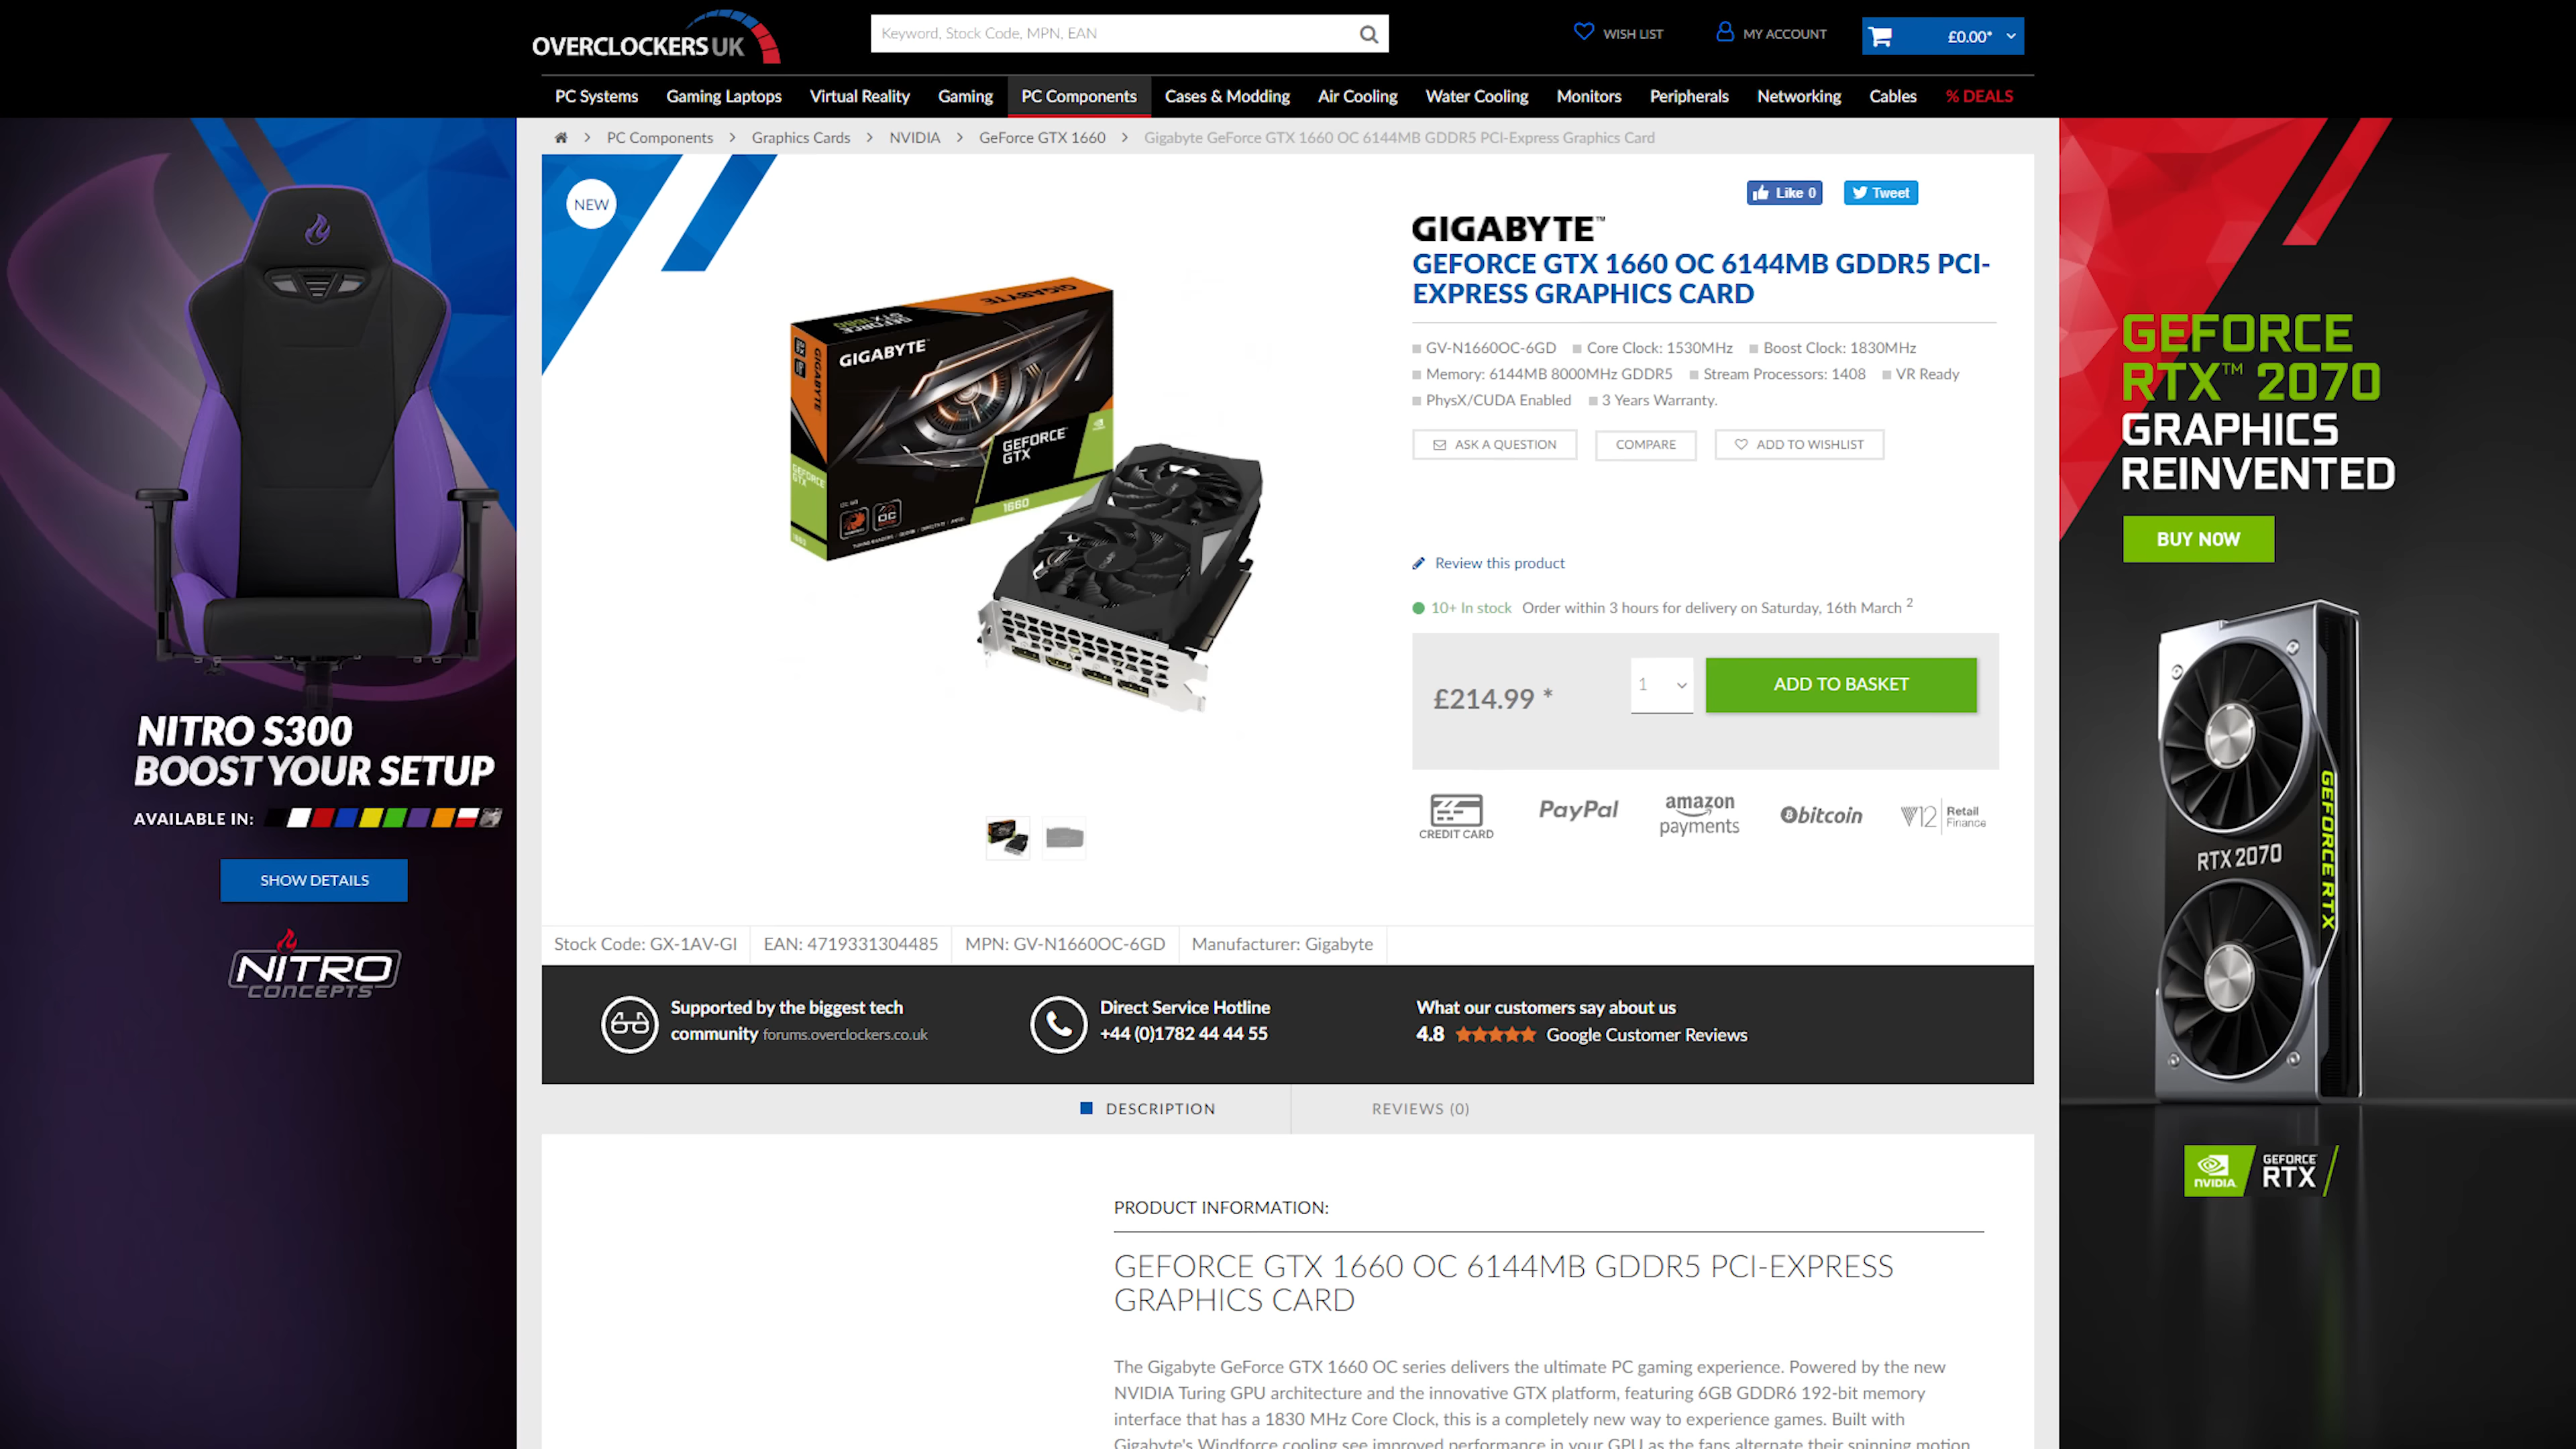 OVERCLOCKERS UK
Keyword, Stock Code, MPN, EAN
WISH LIST
MY ACCOUNT
£0.00*
PC Systems
Gaming Laptops
Virtual Reality
Gaming
PC Components
Cases & Modding
Air Cooling
Water Cooling
Monitors
Peripherals
Networking
Cables
% DEALS
> PC Components > Graphics Cards > NVIDIA > GeForce GTX 1660 > Gigabyte GeForce GTX 1660 OC 6144MB GDDR5 PCI-Express Graphics Card
NEW
Like 0
Tweet
GIGABYTE™
GEFORCE GTX 1660 OC 6144MB GDDR5 PCI-
EXPRESS GRAPHICS CARD
GV-N1660OC-6GD Core Clock: 1530MHz Boost Clock: 1830MHz
Memory: 6144MB 8000MHz GDDR5 Stream Processors: 1408 VR Ready
PhysX/CUDA Enabled 3 Years Warranty.
ASK A QUESTION
COMPARE
ADD TO WISHLIST
Review this product
10+ In stock Order within 3 hours for delivery on Saturday, 16th March 2
£214.99 *
1
ADD TO BASKET
CREDIT CARD
PayPal
amazon
payments
bitcoin
V12 Retail
Finance
GIGABYTE
GEFORCE
GTX 1660
GIGABYTE
GIGABYTE
GEFORCE
GTX
GEFORCE
GTX
1660
OC
Stock Code: GX-1AV-GI
EAN: 4719331304485
MPN: GV-N1660OC-6GD
Manufacturer: Gigabyte
Supported by the biggest tech
community forums.overclockers.co.uk
Direct Service Hotline
+44 (0)1782 44 44 55
What our customers say about us
4.8 Google Customer Reviews
DESCRIPTION
REVIEWS (0)
PRODUCT INFORMATION:
GEFORCE GTX 1660 OC 6144MB GDDR5 PCI-EXPRESS
GRAPHICS CARD
The Gigabyte GeForce GTX 1660 OC series delivers the ultimate PC gaming experience. Powered by the new
NVIDIA Turing GPU architecture and the innovative GTX platform, featuring 6GB GDDR6 192-bit memory
interface that has a 1830 MHz Core Clock, this is a completely new way to experience games. Built with
Gigabyte's Windforce cooling see improved performance in your GPU as the fans alternate their spinning motion
NITRO S300
BOOST YOUR SETUP
AVAILABLE IN:
SHOW DETAILS
NITRO
CONCEPTS
GEFORCE
RTX™ 2070
GRAPHICS
REINVENTED
BUY NOW
RTX 2070
GEFORCE RTX
NVIDIA
GEFORCE
RTX